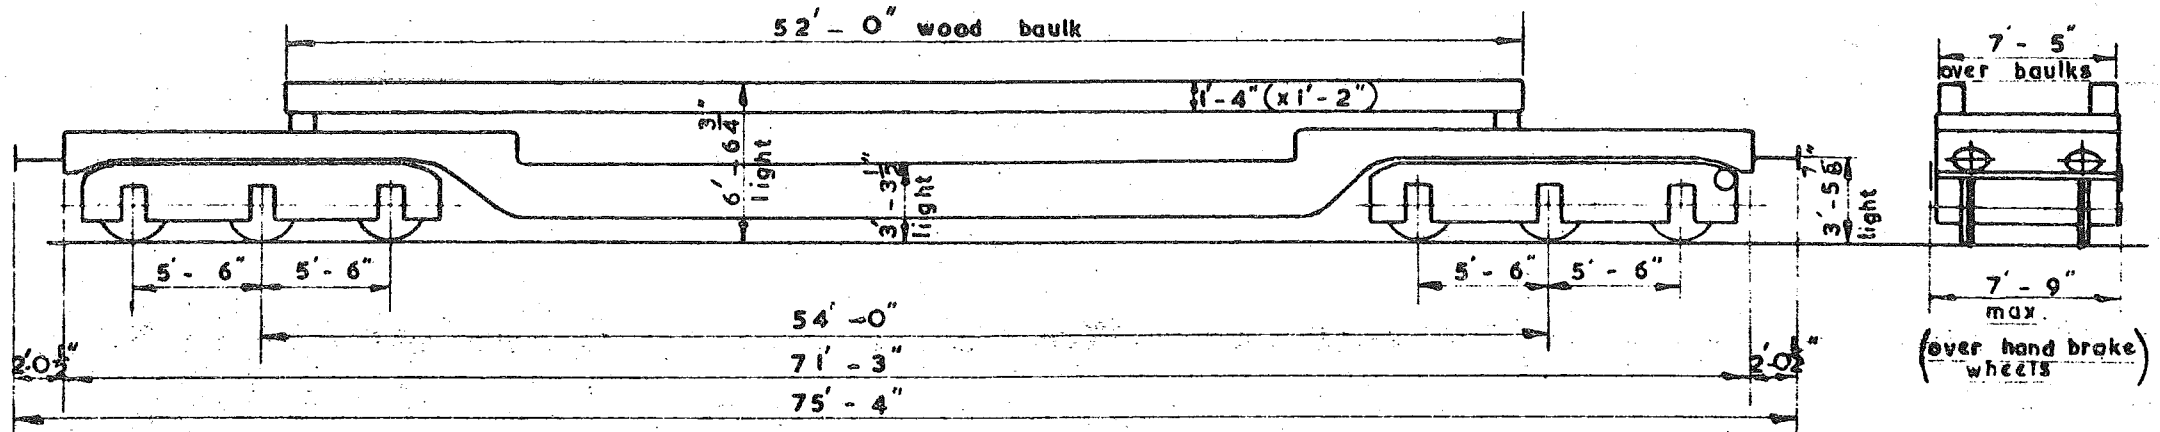 52' - 0" wood baulk
7' - 5"
over baulks
1'-4" (x1'-2")
6' - 6 3/4"
light
3' - 3 1/2"
light
3' - 5 7/8"
light
5' - 6" 5' - 6" 5' - 6" 5' - 6"
7' - 9"
max.
(over hand brake
wheels)
54' -0"
2'.0 1/2" 71' - 3" 2'.0 1/2"
75' - 4"